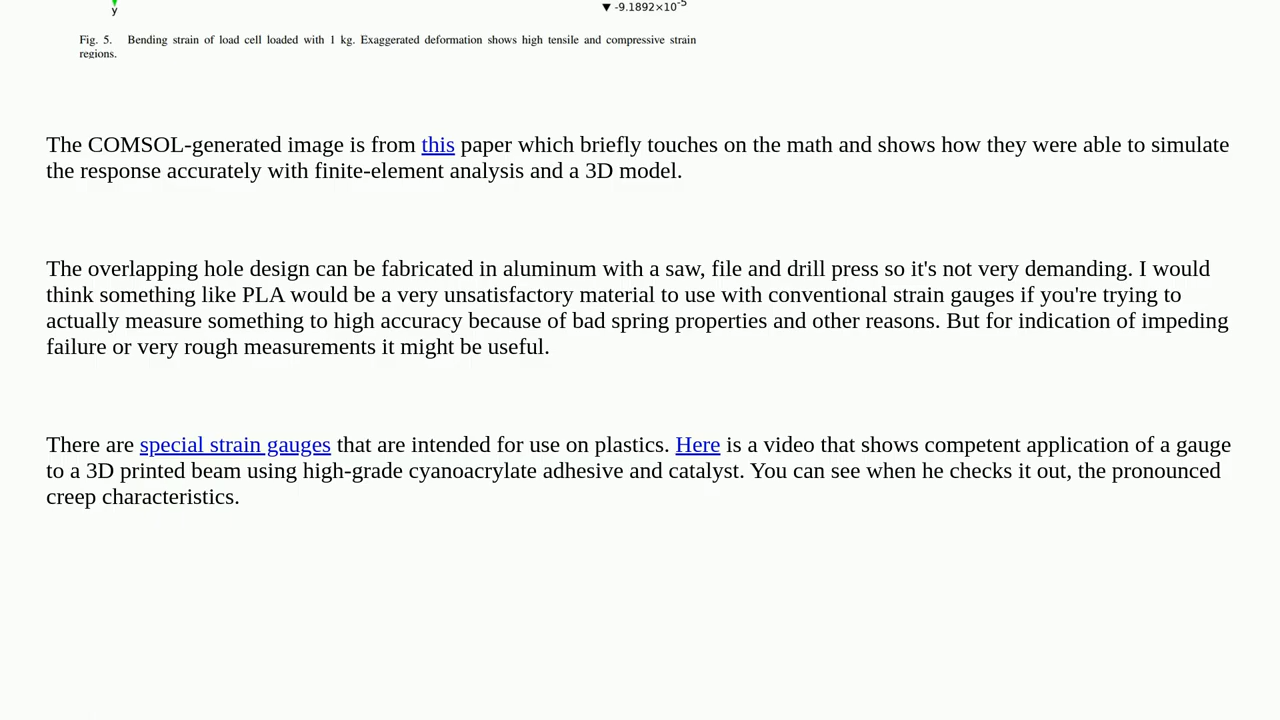 y
▼ -9.1892×10⁻⁵
Fig. 5. Bending strain of load cell loaded with 1 kg. Exaggerated deformation shows high tensile and compressive strain
regions.
The COMSOL-generated image is from this paper which briefly touches on the math and shows how they were able to simulate
the response accurately with finite-element analysis and a 3D model.
The overlapping hole design can be fabricated in aluminum with a saw, file and drill press so it's not very demanding. I would
think something like PLA would be a very unsatisfactory material to use with conventional strain gauges if you're trying to
actually measure something to high accuracy because of bad spring properties and other reasons. But for indication of impeding
failure or very rough measurements it might be useful.
There are special strain gauges that are intended for use on plastics. Here is a video that shows competent application of a gauge
to a 3D printed beam using high-grade cyanoacrylate adhesive and catalyst. You can see when he checks it out, the pronounced
creep characteristics.